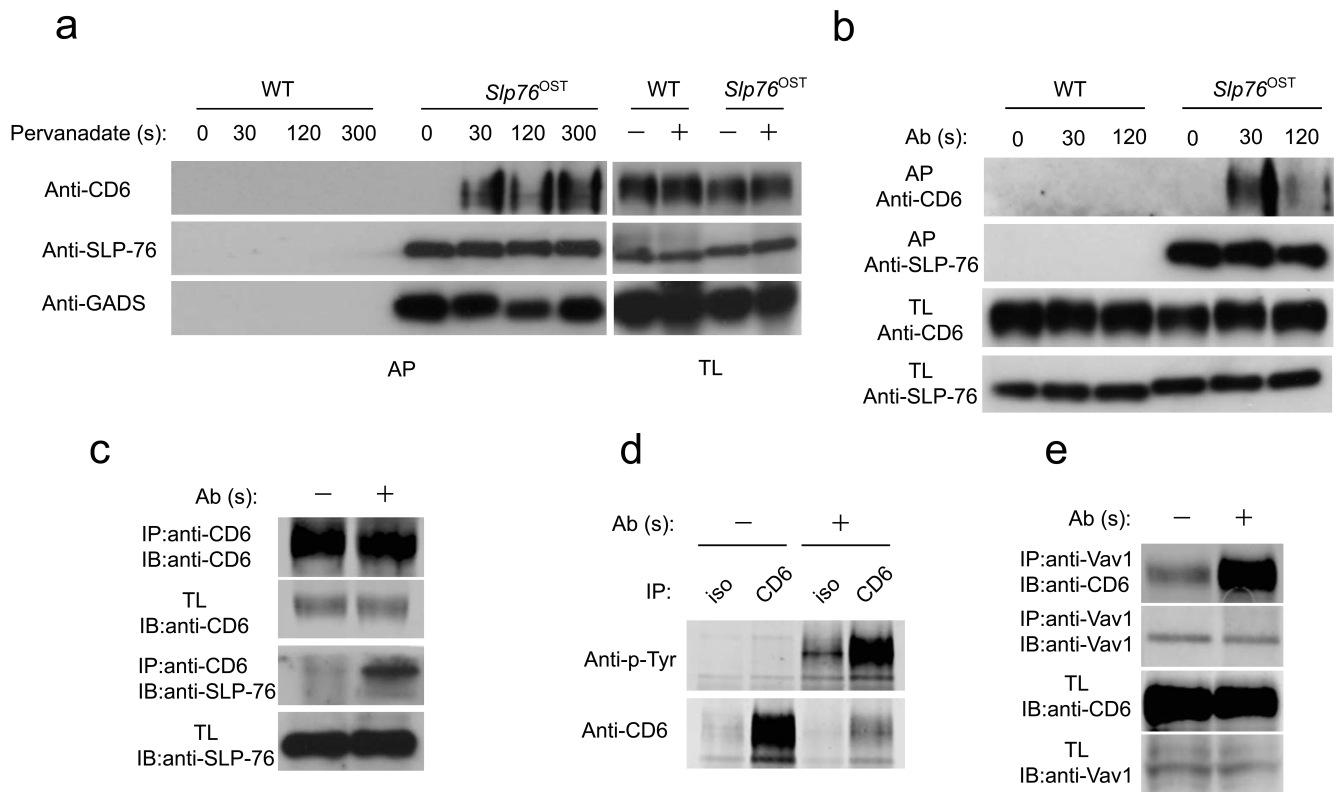 a
WT
Slp76OST
WT
Slp76OST
Pervanadate (s):
0 30 120 300
0 30 120 300
− +
− +
Anti-CD6
Anti-SLP-76
Anti-GADS
AP
TL
b
WT
Slp76OST
Ab (s):
0 30 120
0 30 120
AP
Anti-CD6
AP
Anti-SLP-76
TL
Anti-CD6
TL
Anti-SLP-76
c
Ab (s): − +
IP:anti-CD6
IB:anti-CD6
TL
IB:anti-CD6
IP:anti-CD6
IB:anti-SLP-76
TL
IB:anti-SLP-76
d
Ab (s): − +
IP: iso CD6 iso CD6
Anti-p-Tyr
Anti-CD6
e
Ab (s): − +
IP:anti-Vav1
IB:anti-CD6
IP:anti-Vav1
IB:anti-Vav1
TL
IB:anti-CD6
TL
IB:anti-Vav1